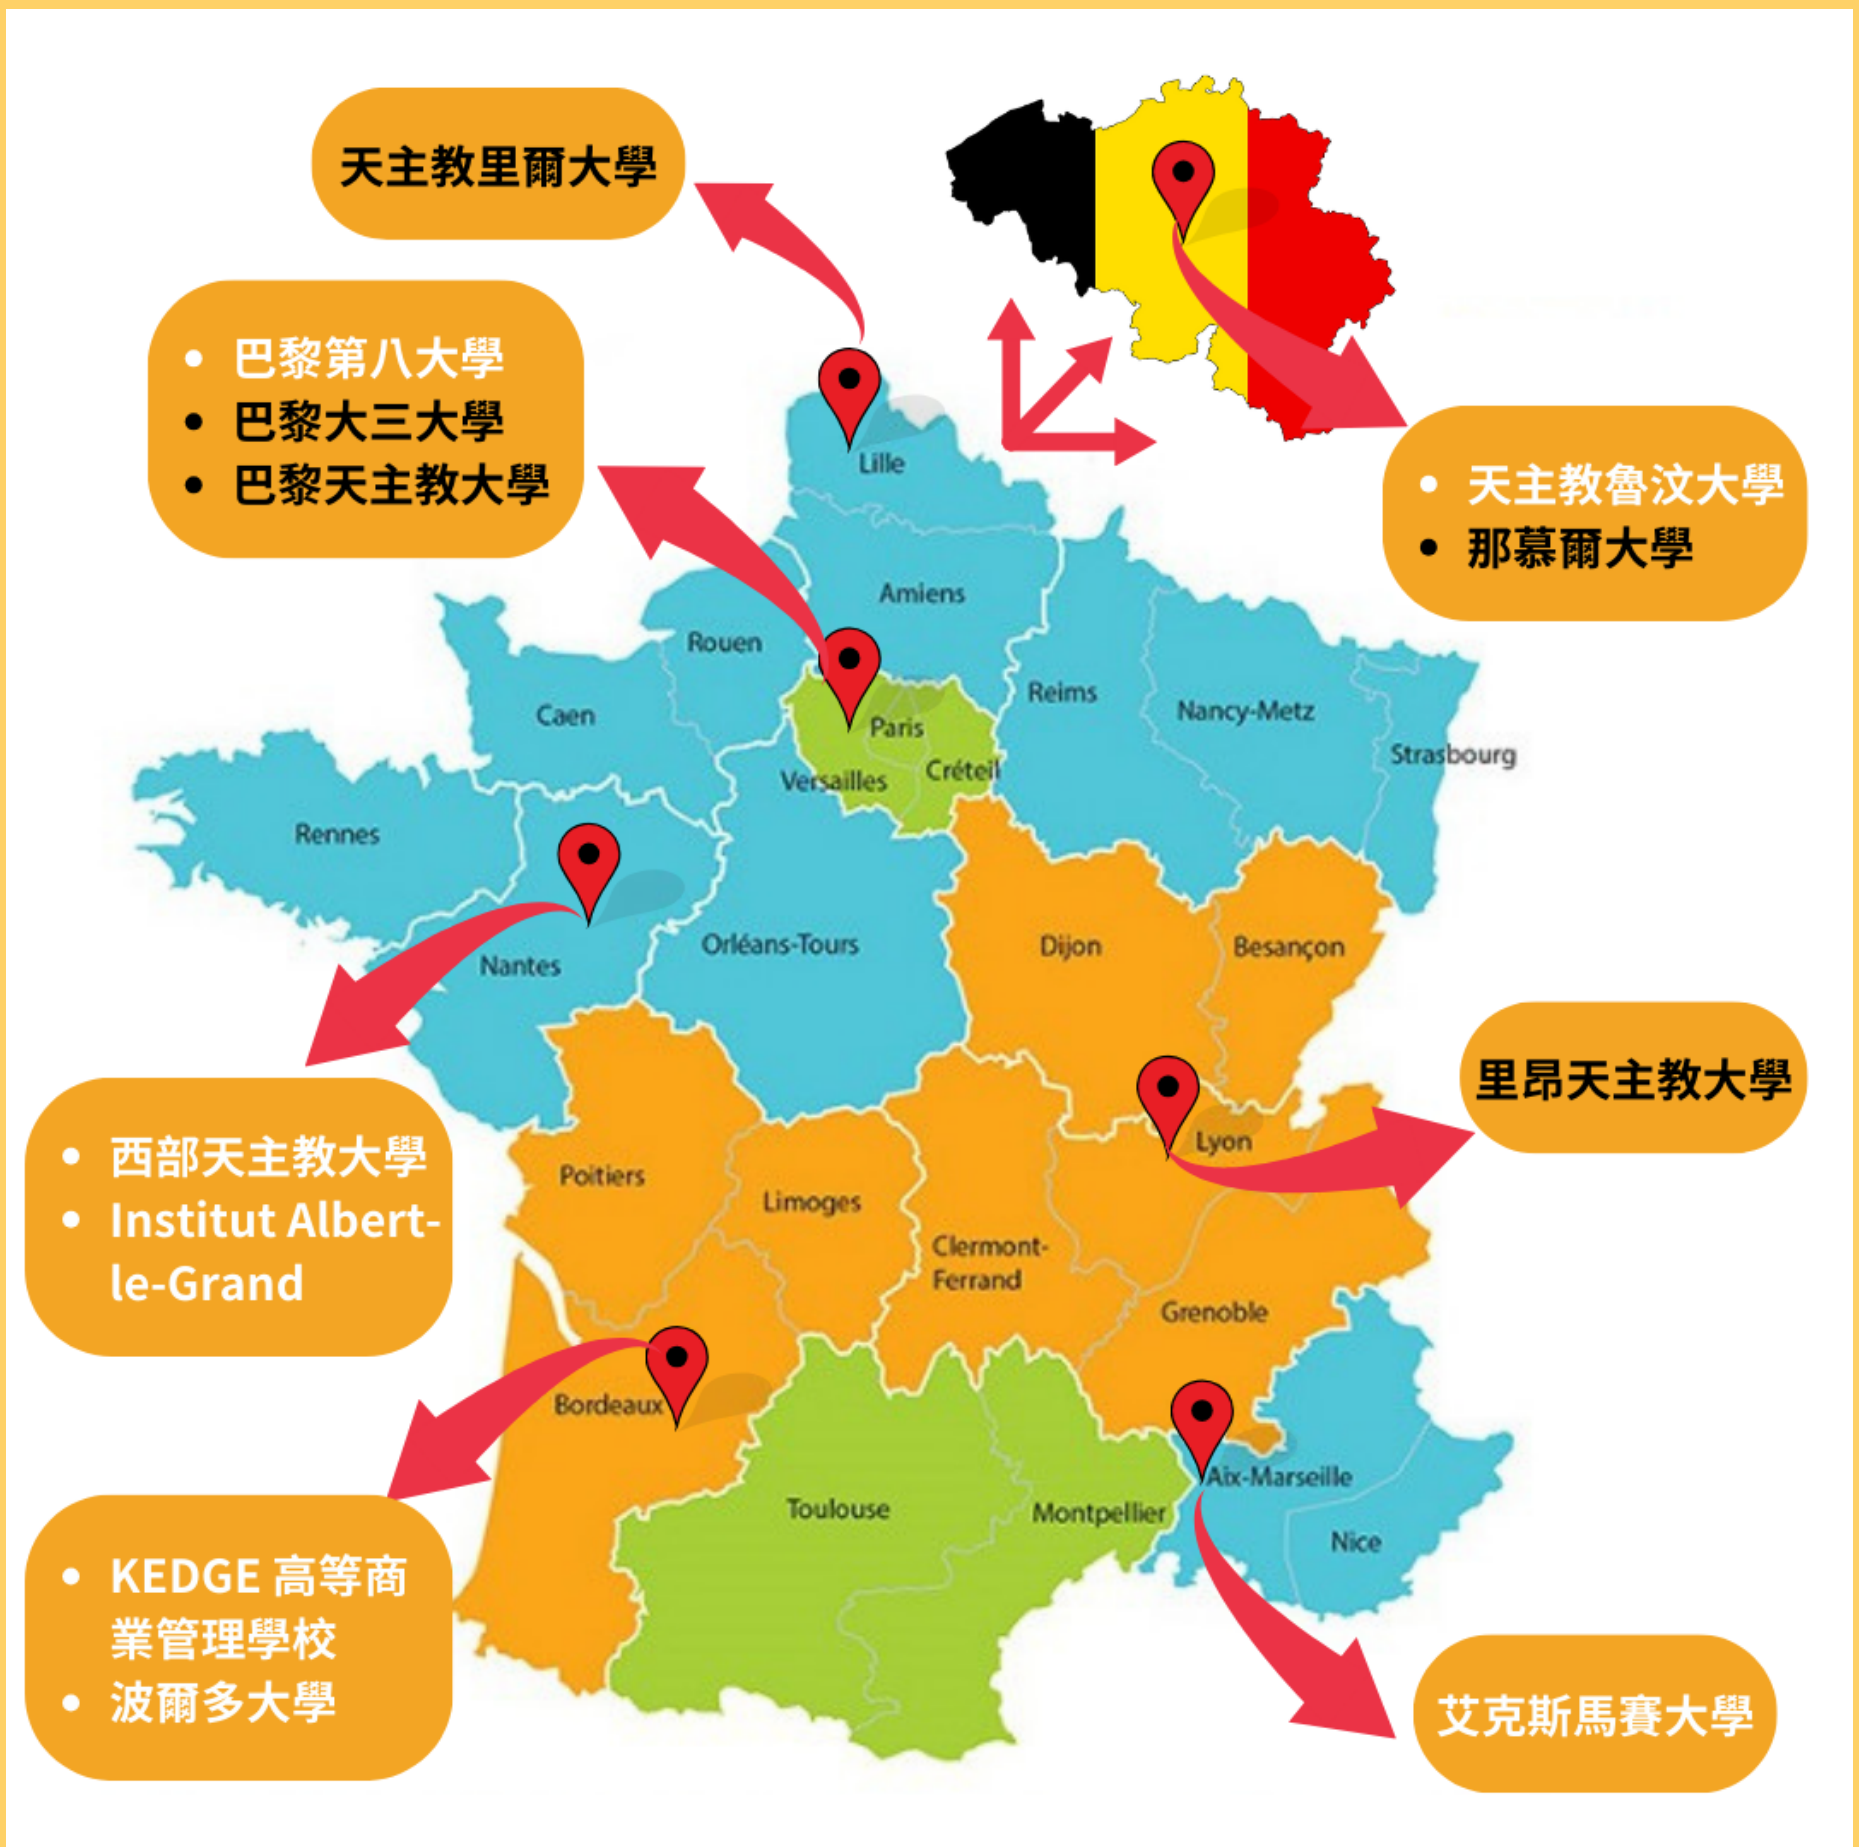 天主教里爾大學
• 巴黎第八大學
• 巴黎大三大學
• 巴黎天主教大學
• 天主教魯汶大學
• 那慕爾大學
Lille
Amiens
Rouen
Reims
Caen
Nancy-Metz
Paris
Strasbourg
Créteil
Versailles
Rennes
Orléans-Tours
Dijon
Besançon
Nantes
里昂天主教大學
Lyon
• 西部天主教大學
• Institut Albert-
le-Grand
Poitiers
Limoges
Clermont-
Ferrand
Grenoble
Bordeaux
Aix-Marseille
Toulouse
Montpellier
Nice
• KEDGE 高等商
業管理學校
• 波爾多大學
艾克斯馬賽大學